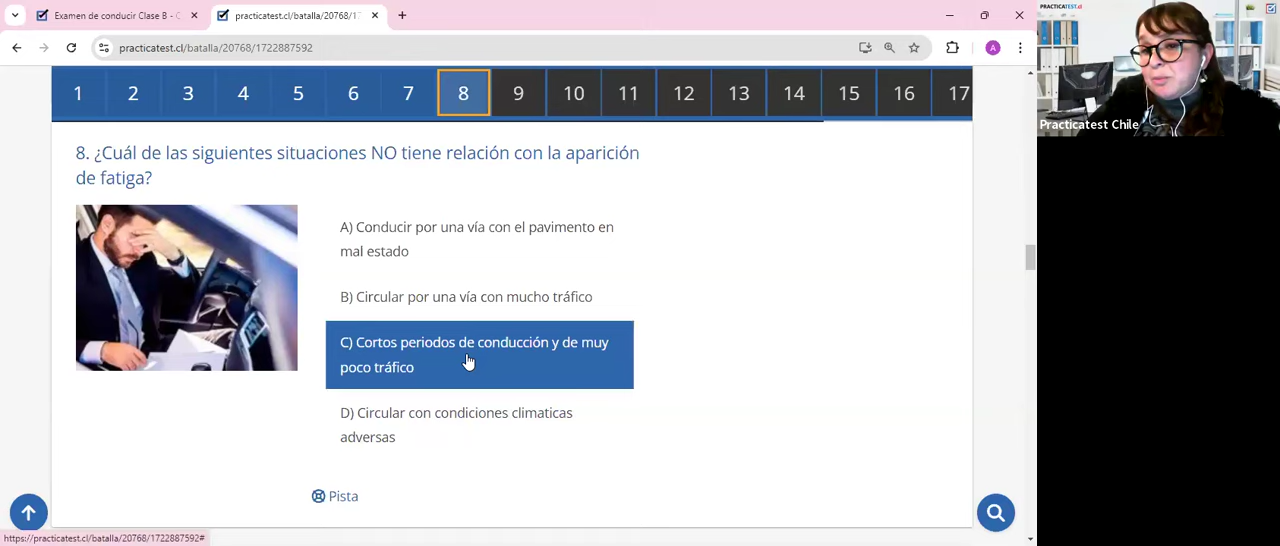 Examen de conducir Clase B - C
practicatest.cl/batalla/20768/17
practicatest.cl/batalla/20768/1722887592
A
PRACTICATEST.cl
Practicatest Chile
1 2 3 4 5 6 7 8 9 10 11 12 13 14 15 16 17
8. ¿Cuál de las siguientes situaciones NO tiene relación con la aparición
de fatiga?
A) Conducir por una vía con el pavimento en
mal estado
B) Circular por una vía con mucho tráfico
C) Cortos periodos de conducción y de muy
poco tráfico
D) Circular con condiciones climaticas
adversas
Pista
https://practicatest.cl/batalla/20768/1722887592#